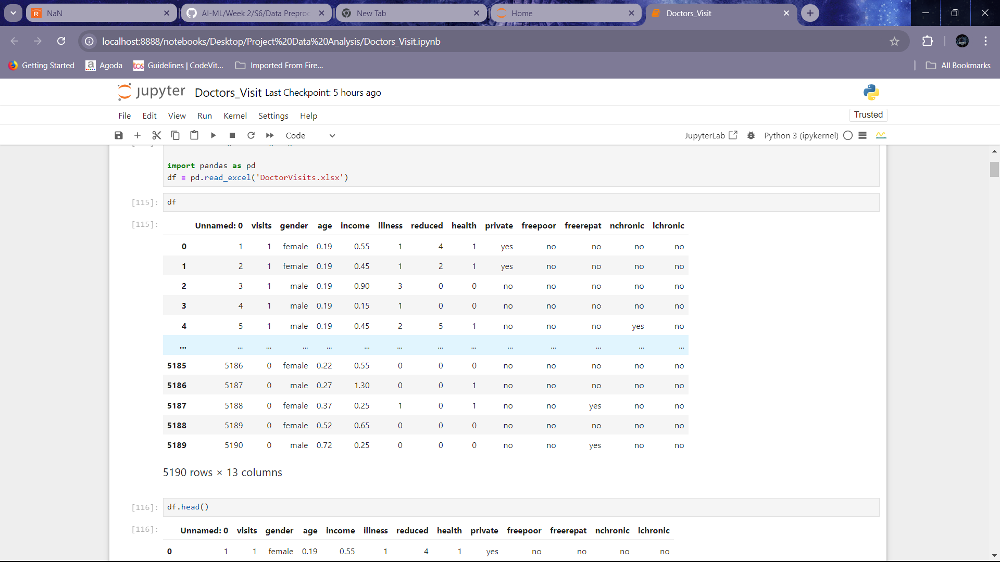 NaN
AI-ML/Week 2/S6/Data Preproc
New Tab
Home
Doctors_Visit
localhost:8888/notebooks/Desktop/Project%20Data%20Analysis/Doctors_Visit.ipynb
Getting Started
Agoda
Guidelines | CodeVit...
Imported From Fire...
All Bookmarks
jupyter Doctors_Visit Last Checkpoint: 5 hours ago
File Edit View Run Kernel Settings Help
Trusted
Code
JupyterLab
Python 3 (ipykernel)
import pandas as pd
df = pd.read_excel('DoctorVisits.xlsx')
[115]: df
[115]: Unnamed: 0 visits gender age income illness reduced health private freepoor freerepat nchronic lchronic
0 1 1 female 0.19 0.55 1 4 1 yes no no no no
1 2 1 female 0.19 0.45 1 2 1 yes no no no no
2 3 1 male 0.19 0.90 3 0 0 no no no no no
3 4 1 male 0.19 0.15 1 0 0 no no no no no
4 5 1 male 0.19 0.45 2 5 1 no no no yes no
... ... ... ... ... ... ... ... ... ... ... ... ... ...
5185 5186 0 female 0.22 0.55 0 0 0 no no no no no
5186 5187 0 male 0.27 1.30 0 0 1 no no no no no
5187 5188 0 female 0.37 0.25 1 0 1 no no yes no no
5188 5189 0 female 0.52 0.65 0 0 0 no no no no no
5189 5190 0 male 0.72 0.25 0 0 0 no no yes no no
5190 rows × 13 columns
[116]: df.head()
[116]: Unnamed: 0 visits gender age income illness reduced health private freepoor freerepat nchronic lchronic
0 1 1 female 0.19 0.55 1 4 1 yes no no no no